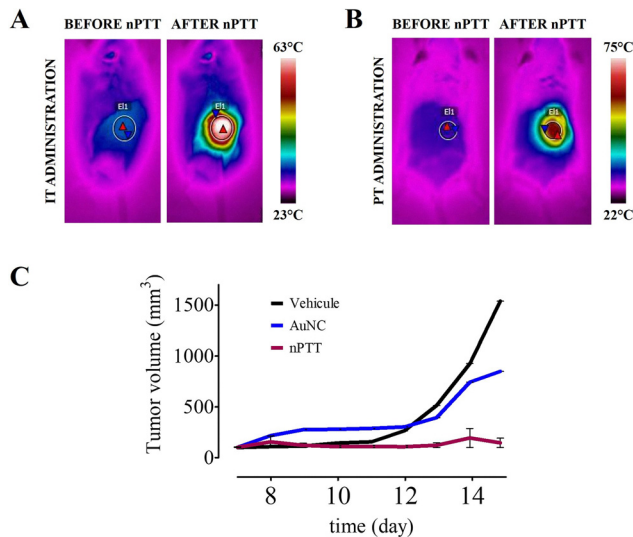 A
BEFORE nPTT AFTER nPTT
IT ADMINISTRATION
El1
El1
63°C
23°C
B
BEFORE nPTT AFTER nPTT
PT ADMINISTRATION
El1
El1
75°C
22°C
C
Tumor volume (mm³)
1500
1000
500
0
Vehicule
AuNC
nPTT
8 10 12 14
time (day)